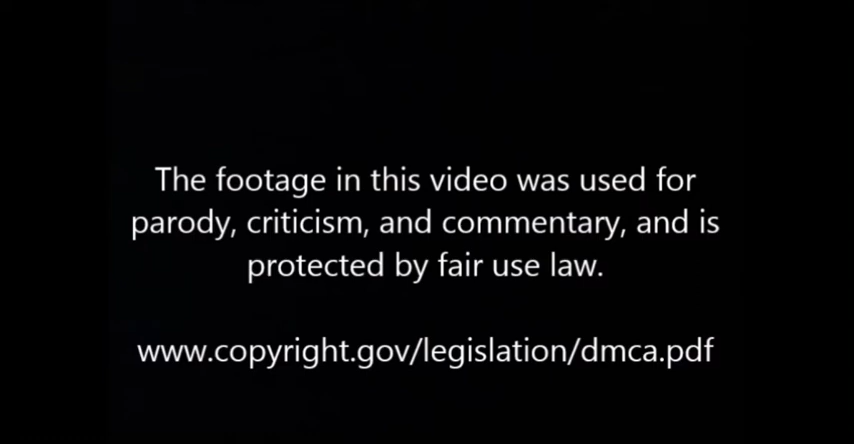 The footage in this video was used for
parody, criticism, and commentary, and is
protected by fair use law.
www.copyright.gov/legislation/dmca.pdf